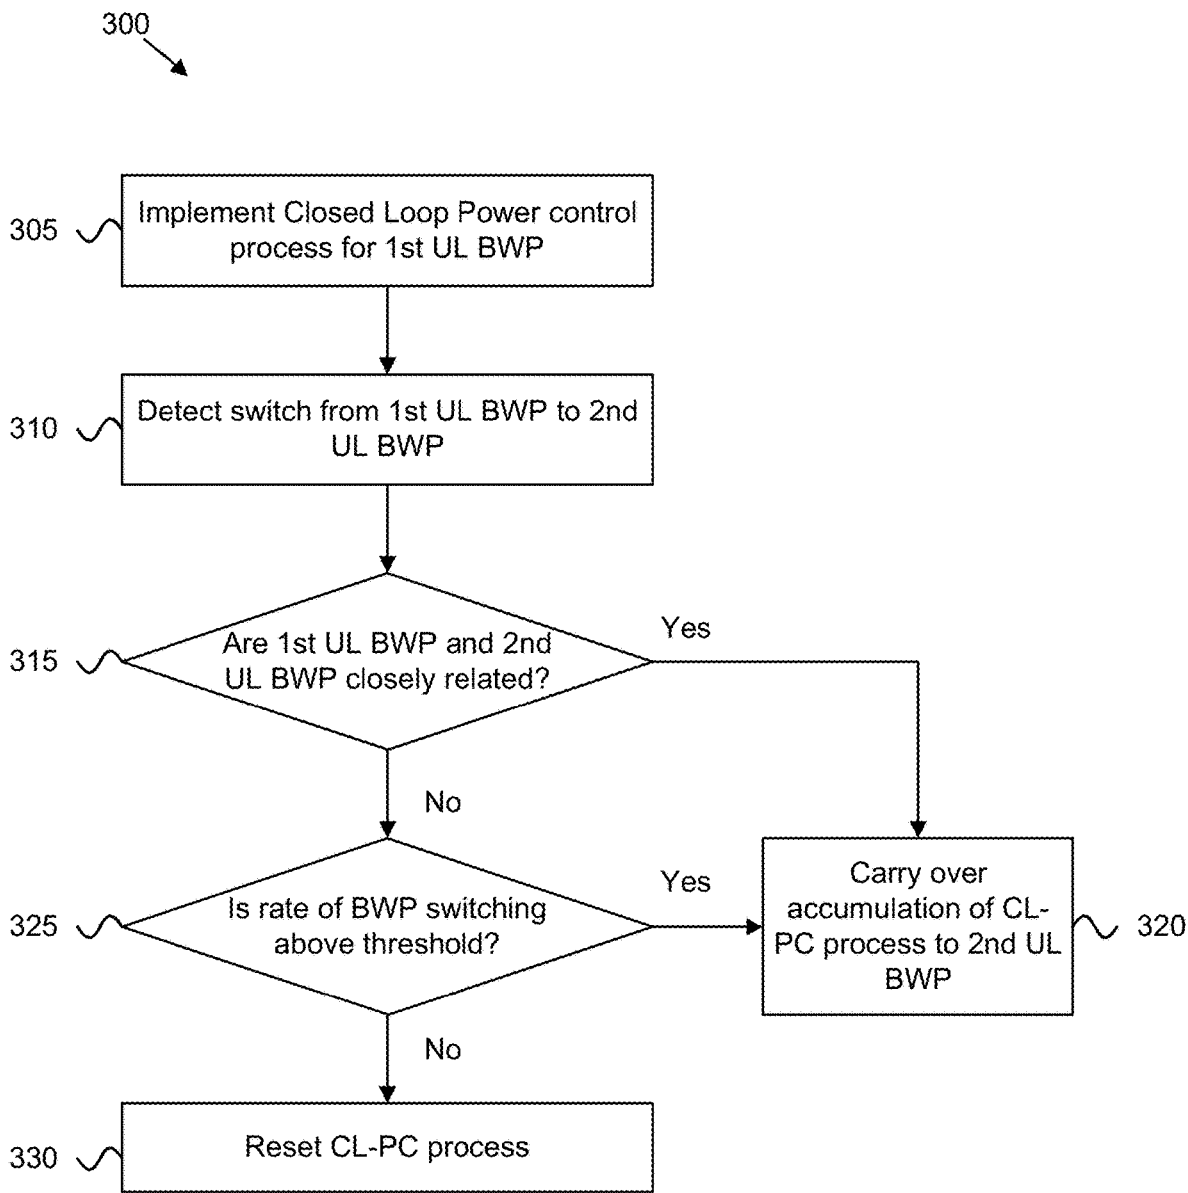 300
305
Implement Closed Loop Power control
process for 1st UL BWP
310
Detect switch from 1st UL BWP to 2nd
UL BWP
315
Are 1st UL BWP and 2nd
UL BWP closely related?
Yes
No
325
Is rate of BWP switching
above threshold?
Yes
Carry over
accumulation of CL-
PC process to 2nd UL
BWP
320
No
330
Reset CL-PC process